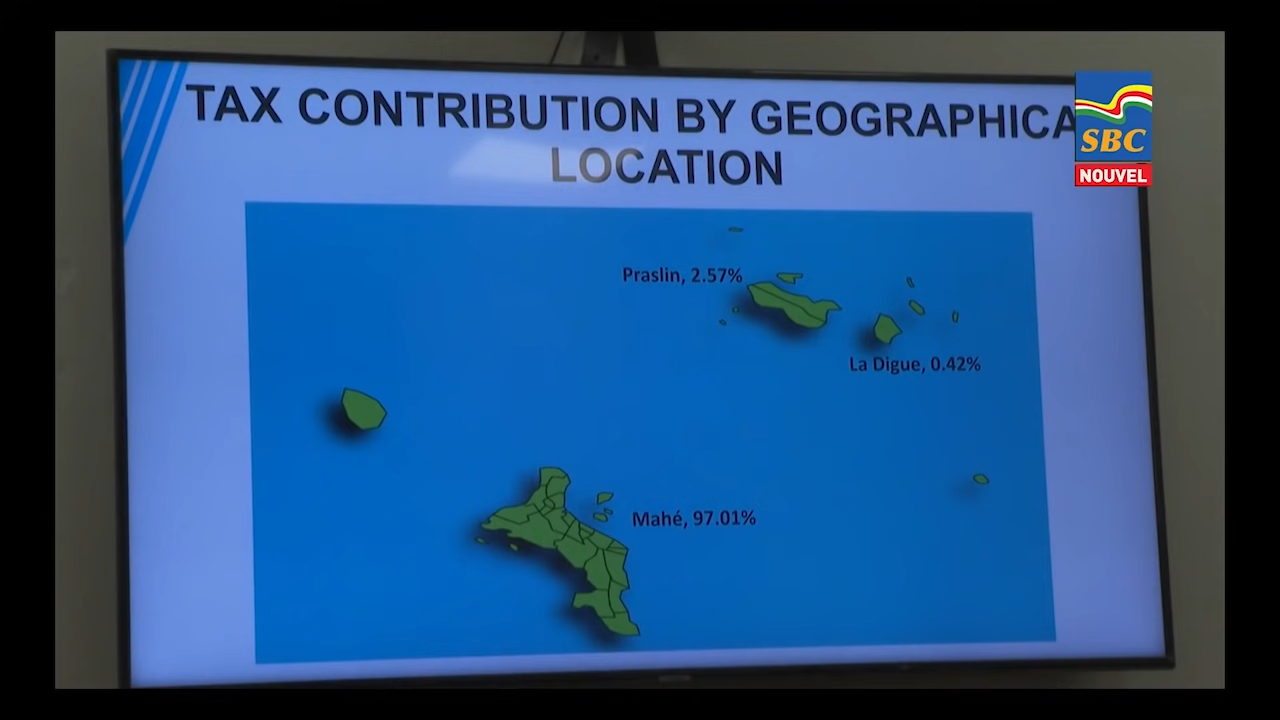 TAX CONTRIBUTION BY GEOGRAPHICA
LOCATION
SBC
NOUVEL
Praslin, 2.57%
La Digue, 0.42%
Mahé, 97.01%